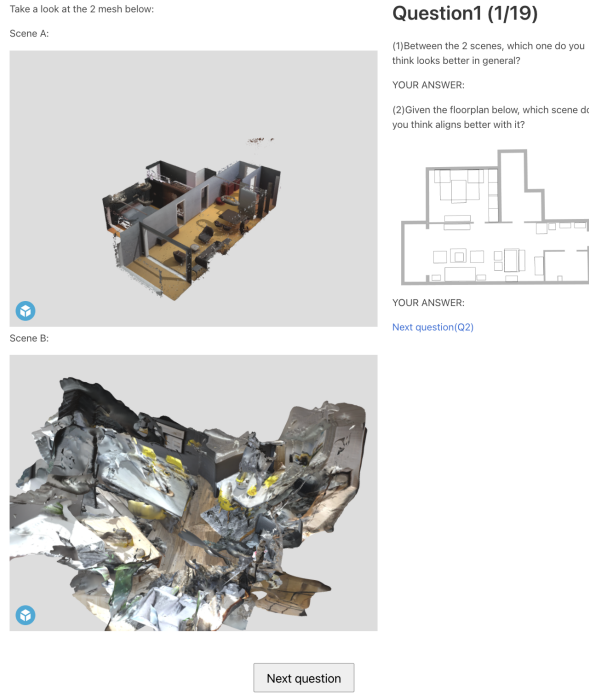 Take a look at the 2 mesh below:
Scene A:
Scene B:
Next question
Question1 (1/19)
(1)Between the 2 scenes, which one do you
think looks better in general?
YOUR ANSWER:
(2)Given the floorplan below, which scene do
you think aligns better with it?
YOUR ANSWER:
Next question(Q2)